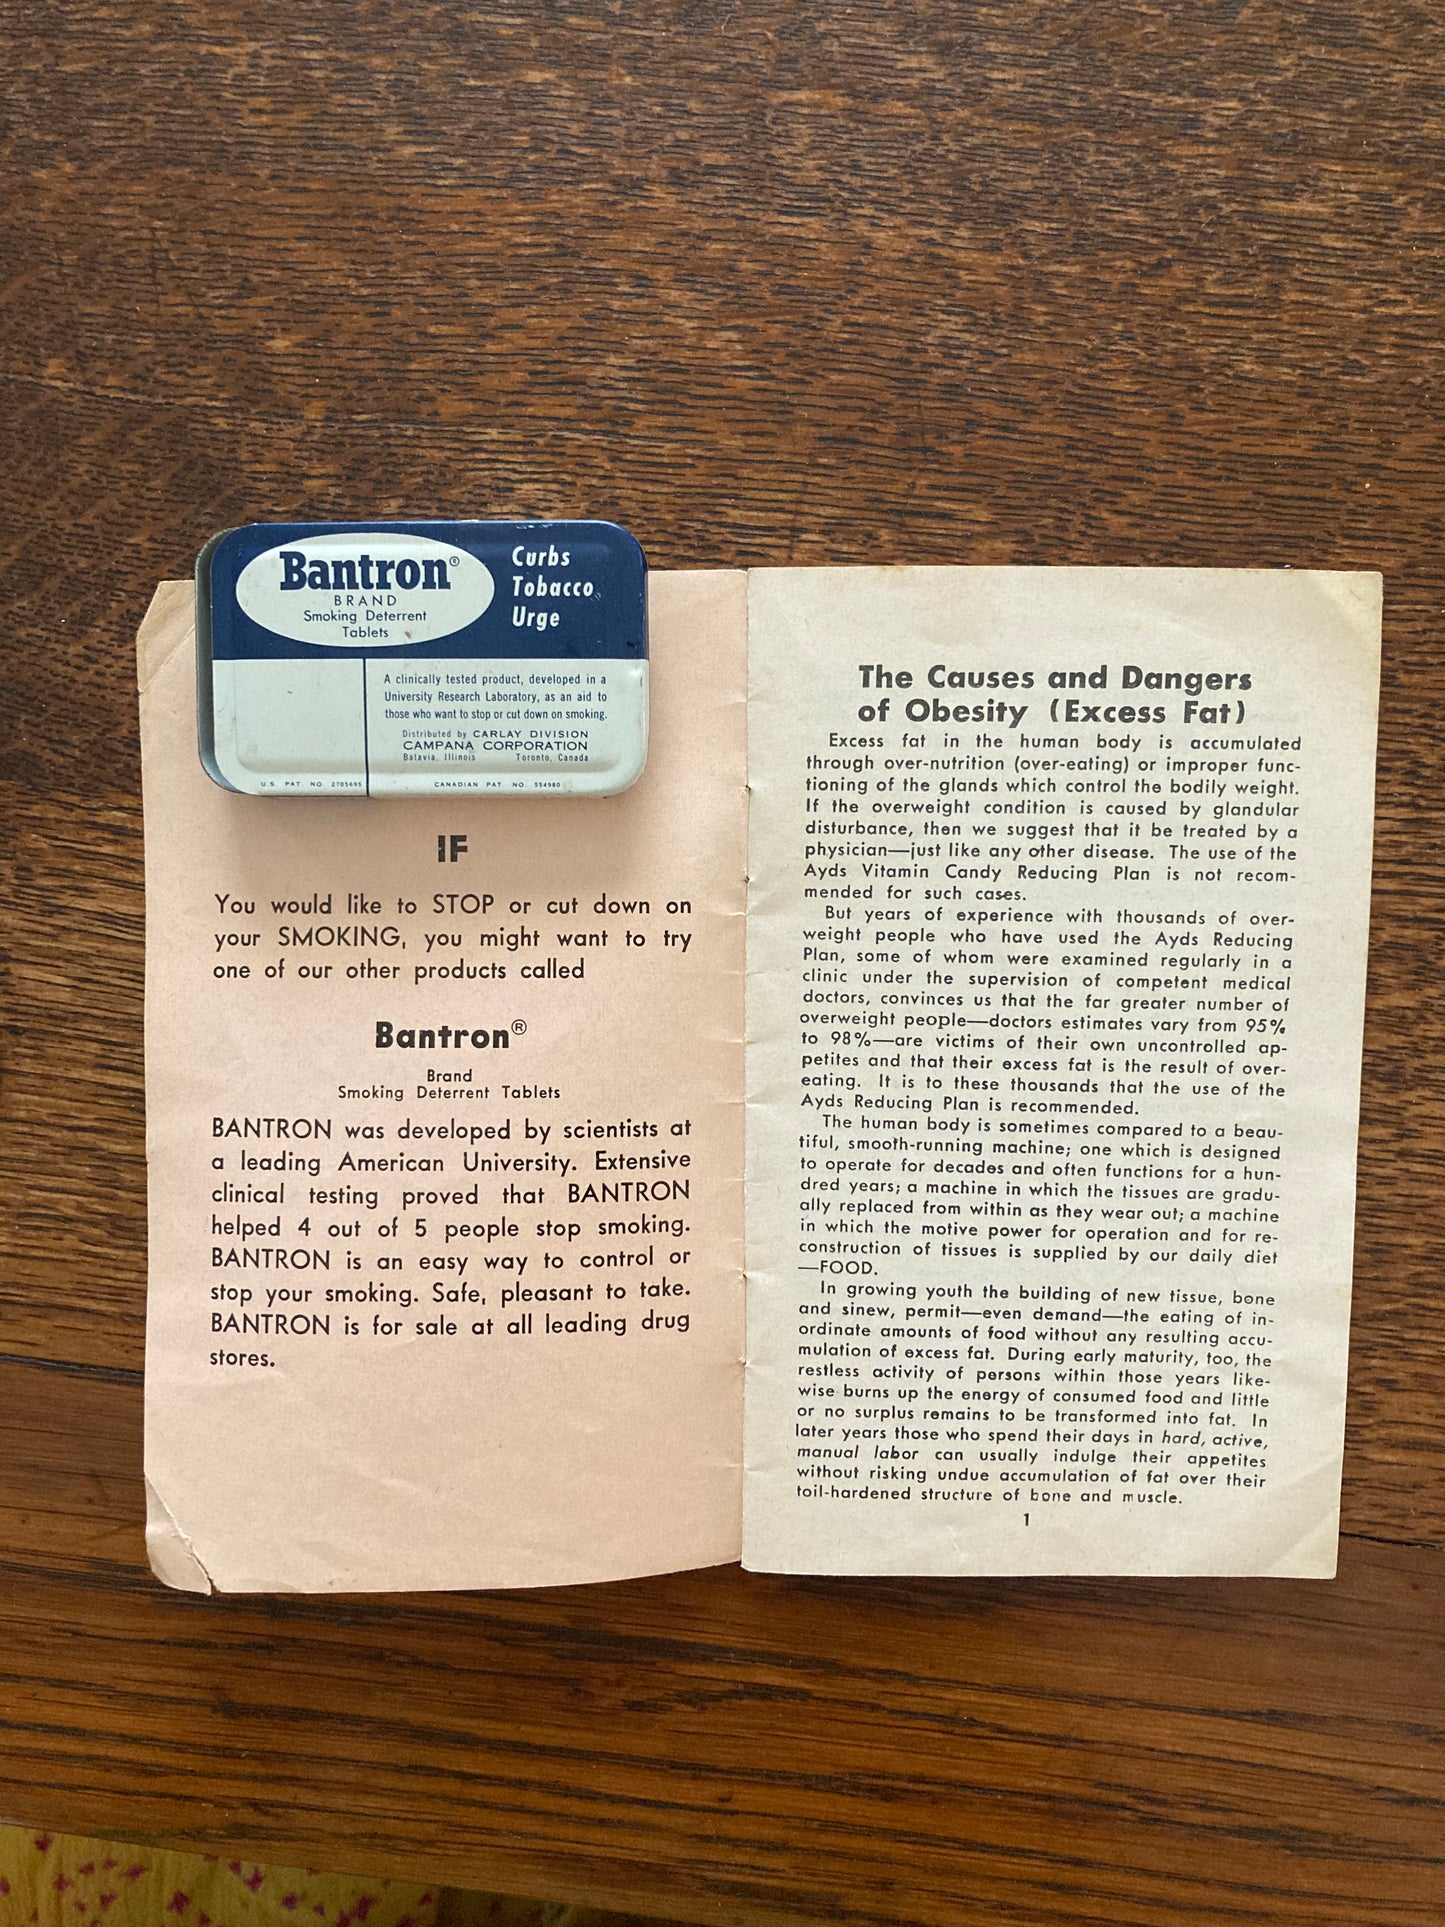 Bantron®
BRAND
Smoking Deterrent
Tablets
Curbs
Tobacco
Urge
A clinically tested product, developed in a
University Research Laboratory, as an aid to
those who want to stop or cut down on smoking.
Distributed by CARLAY DIVISION
CAMPANA CORPORATION
Batavia, Illinois Toronto, Canada
U.S. PAT. NO. 2705695
CANADIAN PAT. NO. 554980
IF
You would like to STOP or cut down on
your SMOKING, you might want to try
one of our other products called
Bantron®
Brand
Smoking Deterrent Tablets
BANTRON was developed by scientists at
a leading American University. Extensive
clinical testing proved that BANTRON
helped 4 out of 5 people stop smoking.
BANTRON is an easy way to control or
stop your smoking. Safe, pleasant to take.
BANTRON is for sale at all leading drug
stores.
The Causes and Dangers
of Obesity (Excess Fat)
Excess fat in the human body is accumulated
through over-nutrition (over-eating) or improper func-
tioning of the glands which control the bodily weight.
If the overweight condition is caused by glandular
disturbance, then we suggest that it be treated by a
physician—just like any other disease. The use of the
Ayds Vitamin Candy Reducing Plan is not recom-
mended for such cases.
But years of experience with thousands of over-
weight people who have used the Ayds Reducing
Plan, some of whom were examined regularly in a
clinic under the supervision of competent medical
doctors, convinces us that the far greater number of
overweight people—doctors estimates vary from 95%
to 98%—are victims of their own uncontrolled ap-
petites and that their excess fat is the result of over-
eating. It is to these thousands that the use of the
Ayds Reducing Plan is recommended.
The human body is sometimes compared to a beau-
tiful, smooth-running machine; one which is designed
to operate for decades and often functions for a hun-
dred years; a machine in which the tissues are gradu-
ally replaced from within as they wear out; a machine
in which the motive power for operation and for re-
construction of tissues is supplied by our daily diet
—FOOD.
In growing youth the building of new tissue, bone
and sinew, permit—even demand—the eating of in-
ordinate amounts of food without any resulting accu-
mulation of excess fat. During early maturity, too, the
restless activity of persons within those years like-
wise burns up the energy of consumed food and little
or no surplus remains to be transformed into fat. In
later years those who spend their days in hard, active,
manual labor can usually indulge their appetites
without risking undue accumulation of fat over their
toil-hardened structure of bone and muscle.
1